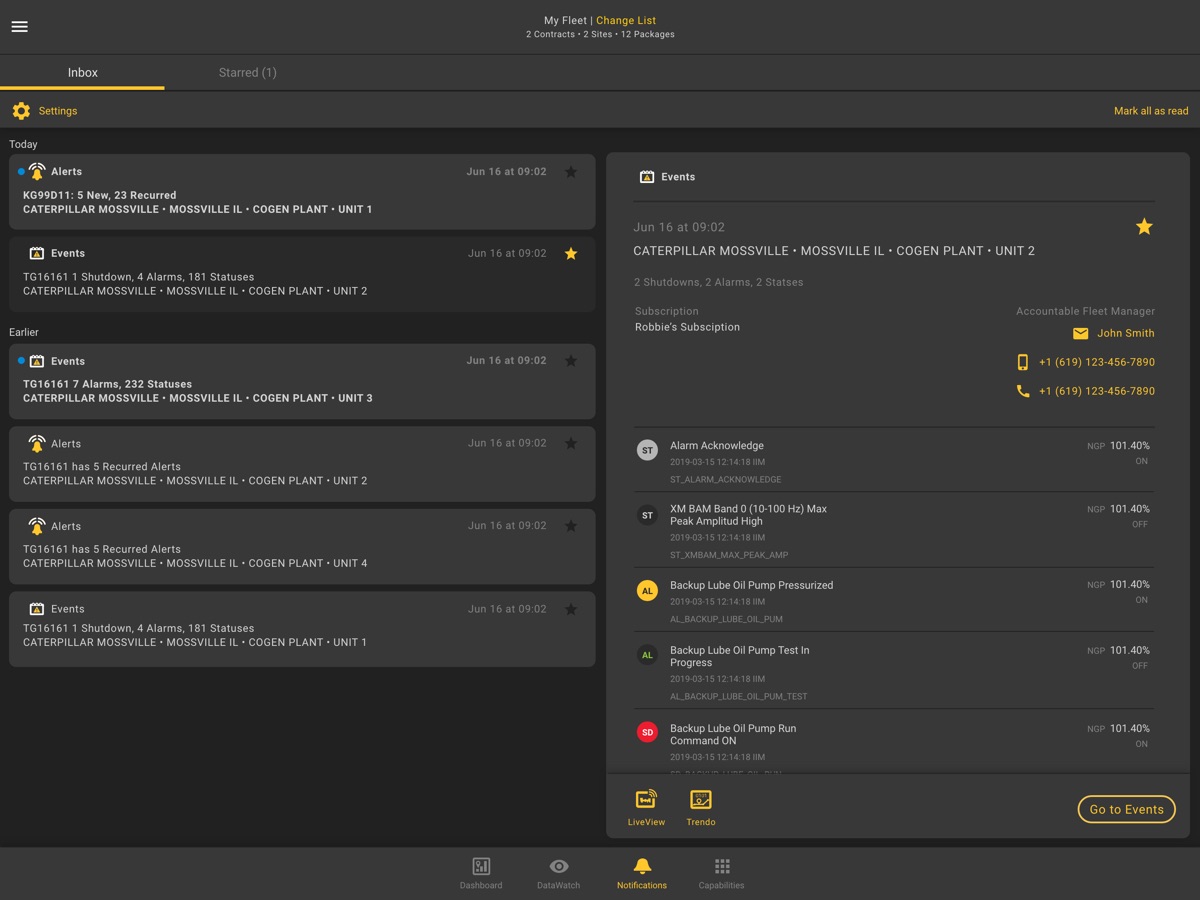 My Fleet | Change List
2 Contracts • 2 Sites • 12 Packages
Inbox
Starred (1)
Settings
Mark all as read
Today
Alerts
Jun 16 at 09:02
KG99D11: 5 New, 23 Recurred
CATERPILLAR MOSSVILLE • MOSSVILLE IL • COGEN PLANT • UNIT 1
Events
Jun 16 at 09:02
TG16161 1 Shutdown, 4 Alarms, 181 Statuses
CATERPILLAR MOSSVILLE • MOSSVILLE IL • COGEN PLANT • UNIT 2
Earlier
Events
Jun 16 at 09:02
TG16161 7 Alarms, 232 Statuses
CATERPILLAR MOSSVILLE • MOSSVILLE IL • COGEN PLANT • UNIT 3
Alerts
Jun 16 at 09:02
TG16161 has 5 Recurred Alerts
CATERPILLAR MOSSVILLE • MOSSVILLE IL • COGEN PLANT • UNIT 2
Alerts
Jun 16 at 09:02
TG16161 has 5 Recurred Alerts
CATERPILLAR MOSSVILLE • MOSSVILLE IL • COGEN PLANT • UNIT 4
Events
Jun 16 at 09:02
TG16161 1 Shutdown, 4 Alarms, 181 Statuses
CATERPILLAR MOSSVILLE • MOSSVILLE IL • COGEN PLANT • UNIT 1
Events
Jun 16 at 09:02
CATERPILLAR MOSSVILLE • MOSSVILLE IL • COGEN PLANT • UNIT 2
2 Shutdowns, 2 Alarms, 2 Statses
Subscription
Robbie's Subsciption
Accountable Fleet Manager
John Smith
+1 (619) 123-456-7890
+1 (619) 123-456-7890
ST
Alarm Acknowledge
NGP 101.40%
2019-03-15 12:14:18 IIM
ON
ST_ALARM_ACKNOWLEDGE
ST
XM BAM Band 0 (10-100 Hz) Max
Peak Amplitud High
NGP 101.40%
OFF
2019-03-15 12:14:18 IIM
ST_XMBAM_MAX_PEAK_AMP
AL
Backup Lube Oil Pump Pressurized
NGP 101.40%
2019-03-15 12:14:18 IIM
ON
AL_BACKUP_LUBE_OIL_PUM
AL
Backup Lube Oil Pump Test In
Progress
NGP 101.40%
OFF
2019-03-15 12:14:18 IIM
AL_BACKUP_LUBE_OIL_PUM_TEST
SD
Backup Lube Oil Pump Run
Command ON
NGP 101.40%
ON
2019-03-15 12:14:18 IIM
LiveView
Trendo
Go to Events
Dashboard
DataWatch
Notifications
Capabilities